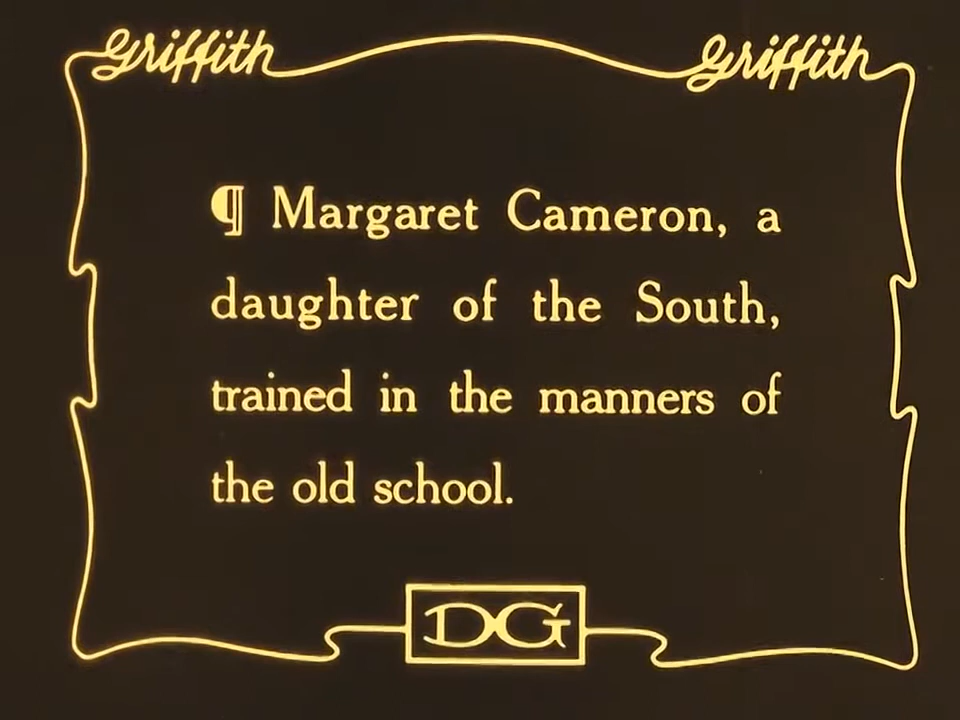 Griffith Griffith
¶ Margaret Cameron, a
daughter of the South,
trained in the manners of
the old school.
DG